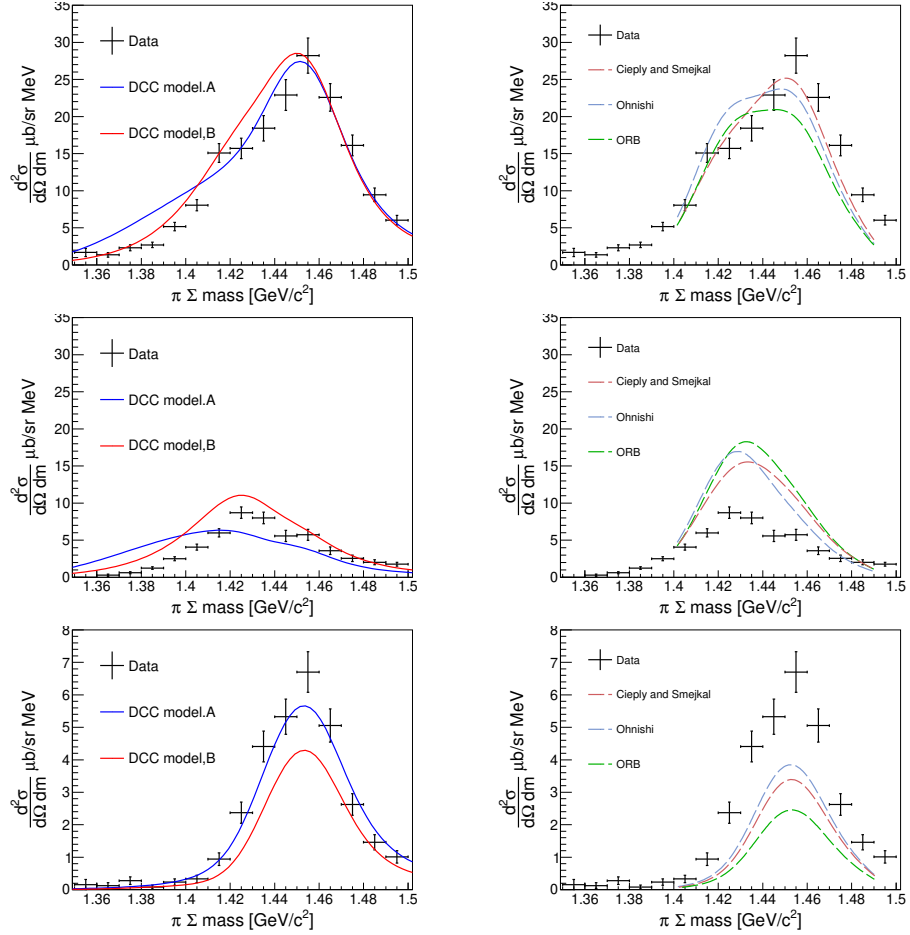 35
30
25
20
15
10
5
0
d²σ
dΩ dm
μb/sr MeV
Data
DCC model.A
DCC model,B
1.36 1.38 1.4 1.42 1.44 1.46 1.48 1.5
π Σ mass [GeV/c²]
35
30
25
20
15
10
5
0
d²σ
dΩ dm
μb/sr MeV
Data
Cieply and Smejkal
Ohnishi
ORB
1.36 1.38 1.4 1.42 1.44 1.46 1.48 1.5
π Σ mass [GeV/c²]
35
30
25
20
15
10
5
0
d²σ
dΩ dm
μb/sr MeV
Data
DCC model.A
DCC model,B
1.36 1.38 1.4 1.42 1.44 1.46 1.48 1.5
π Σ mass [GeV/c²]
35
30
25
20
15
10
5
0
d²σ
dΩ dm
μb/sr MeV
Data
Cieply and Smejkal
Ohnishi
ORB
1.36 1.38 1.4 1.42 1.44 1.46 1.48 1.5
π Σ mass [GeV/c²]
8
7
6
5
4
3
2
1
0
d²σ
dΩ dm
μb/sr MeV
Data
DCC model.A
DCC model,B
1.36 1.38 1.4 1.42 1.44 1.46 1.48 1.5
π Σ mass [GeV/c²]
8
7
6
5
4
3
2
1
0
d²σ
dΩ dm
μb/sr MeV
Data
Cieply and Smejkal
Ohnishi
ORB
1.36 1.38 1.4 1.42 1.44 1.46 1.48 1.5
π Σ mass [GeV/c²]